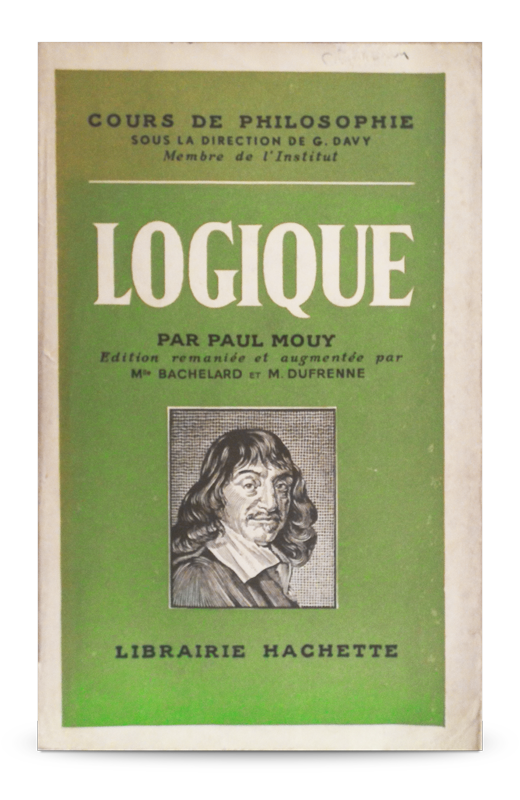 COURS DE PHILOSOPHIE
SOUS LA DIRECTION DE G. DAVY
Membre de l'Institut
LOGIQUE
PAR PAUL MOUY
Edition remaniée et augmentée par
Mlle BACHELARD ET M. DUFRENNE
LIBRAIRIE HACHETTE